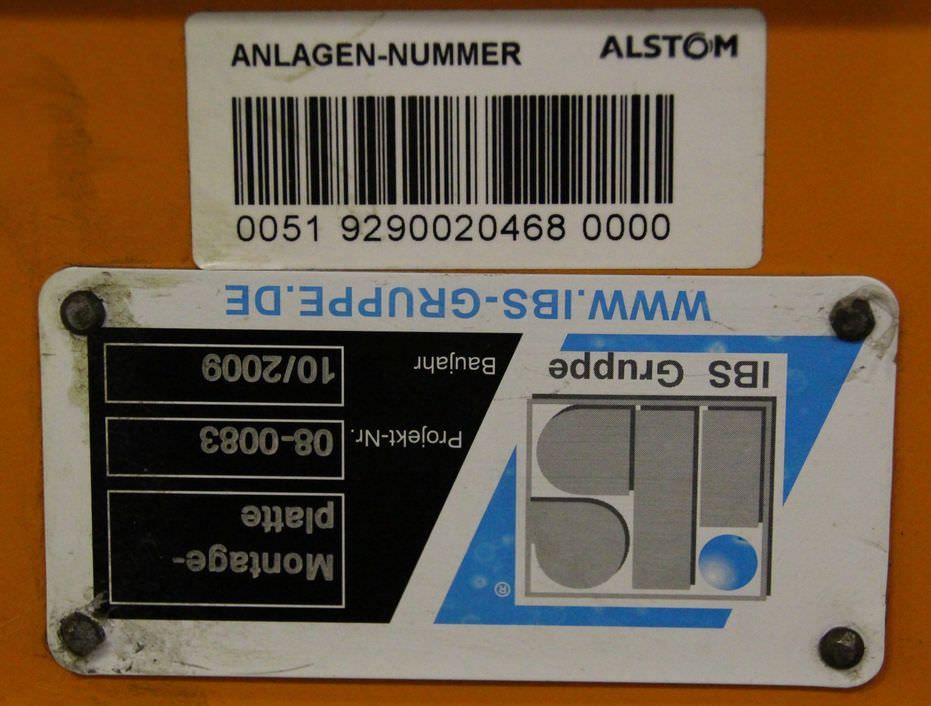 ANLAGEN-NUMMER ALSTOM
0051 9290020468 0000
Montage-
platte
Projekt-Nr. 08-0083
Baujahr 10/2009
IBS Gruppe
WWW.IBS-GRUPPE.DE
®